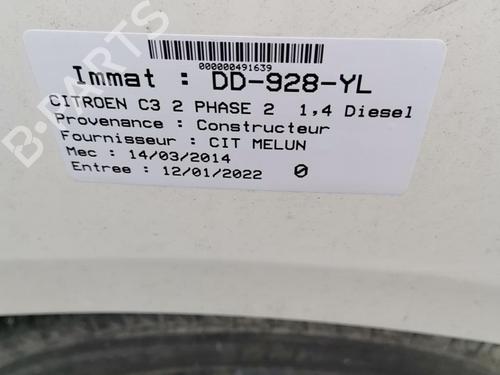 000000491639
Immat : DD-928-YL
CITROEN C3 2 PHASE 2 1,4 Diesel
Provenance : Constructeur
Fournisseur : CIT MELUN
Mec : 14/03/2014
Entree : 12/01/2022 0
B-PARTS